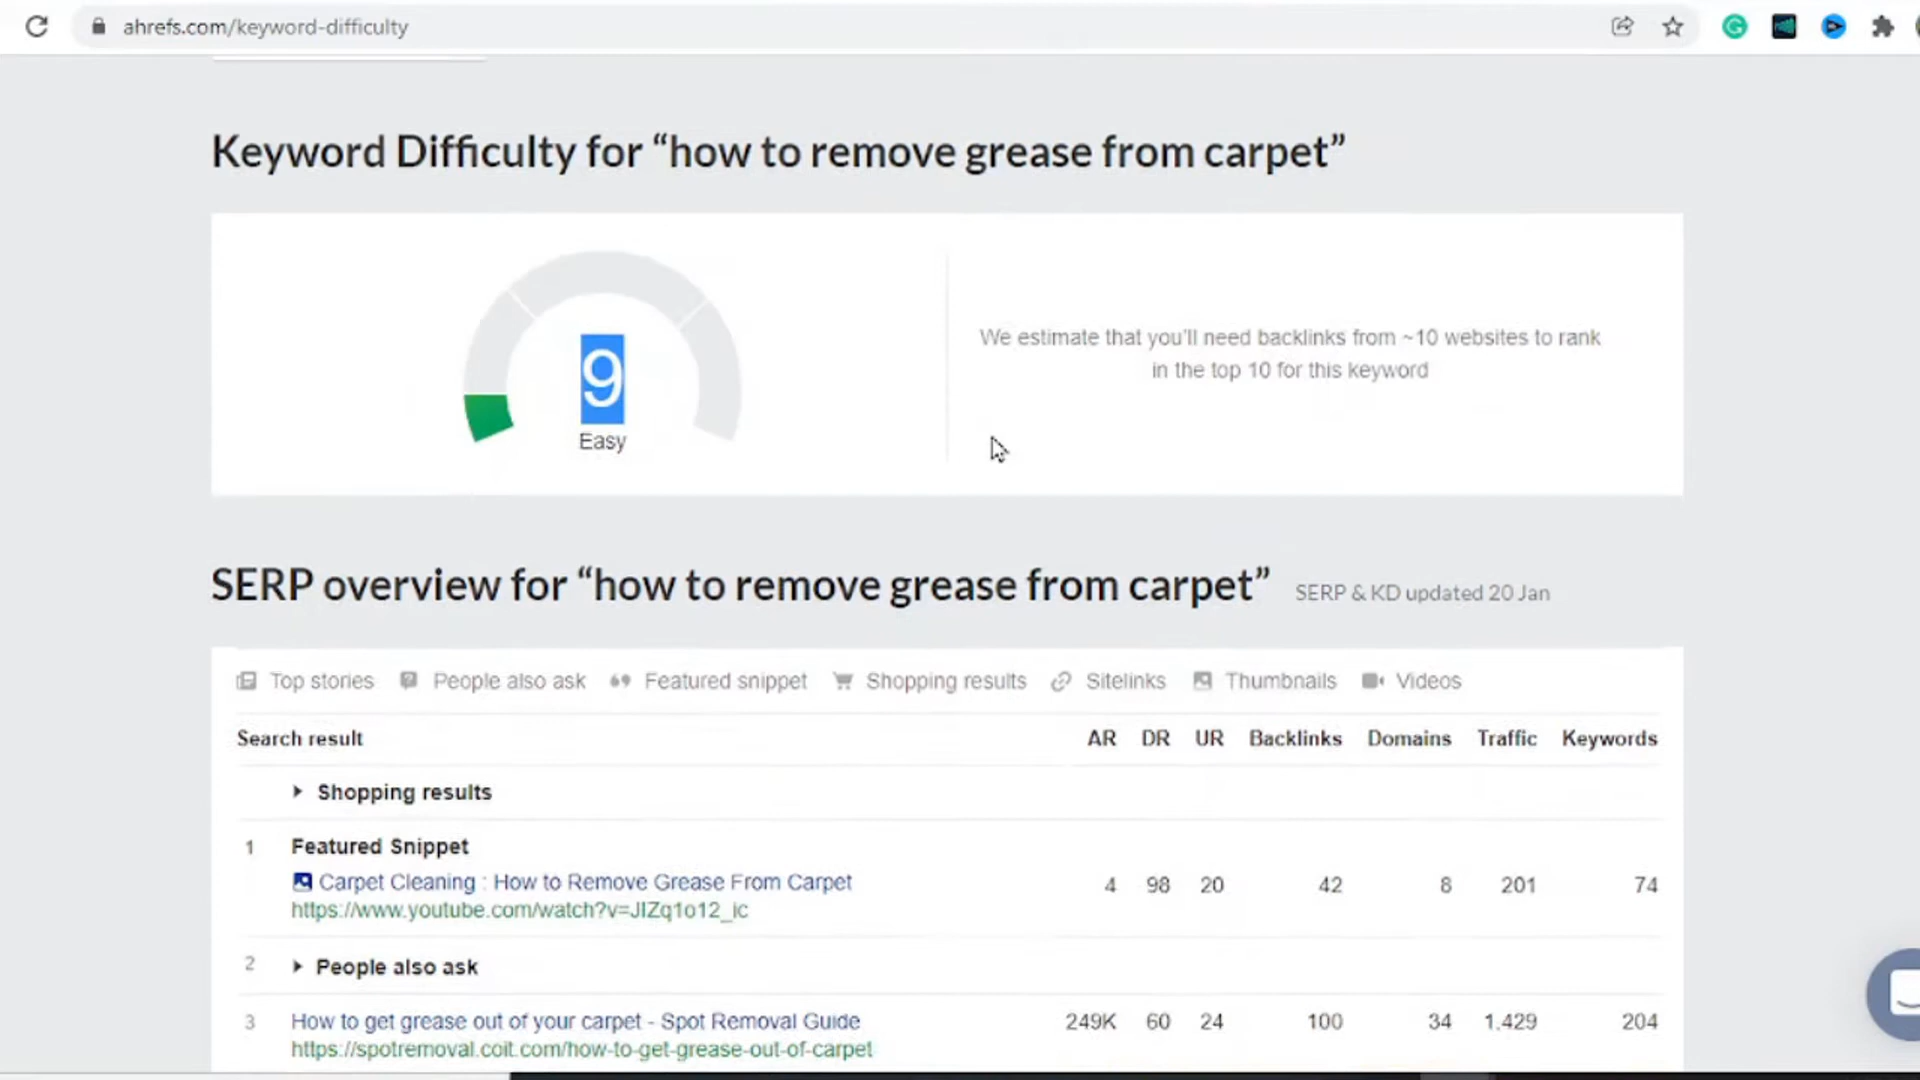 ahrefs.com/keyword-difficulty
Keyword Difficulty for “how to remove grease from carpet”
9
Easy
We estimate that you'll need backlinks from ~10 websites to rank
in the top 10 for this keyword
SERP overview for “how to remove grease from carpet” SERP & KD updated 20 Jan
Top stories People also ask Featured snippet Shopping results Sitelinks Thumbnails Videos
Search result AR DR UR Backlinks Domains Traffic Keywords
Shopping results
1 Featured Snippet
Carpet Cleaning : How to Remove Grease From Carpet 4 98 20 42 8 201 74
https://www.youtube.com/watch?v=JIZq1o12_ic
2 People also ask
3 How to get grease out of your carpet - Spot Removal Guide 249K 60 24 100 34 1,429 204
https://spotremoval.coit.com/how-to-get-grease-out-of-carpet